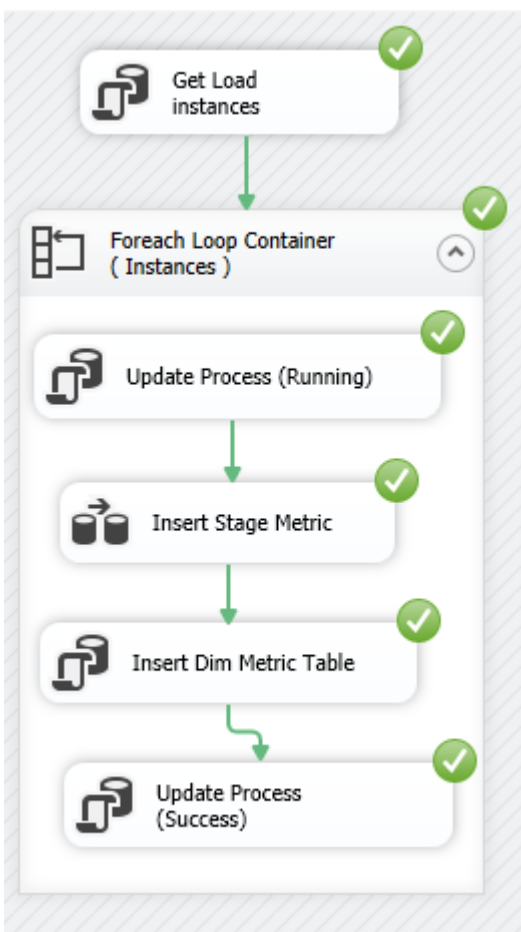 Get Load
instances
Foreach Loop Container
( Instances )
Update Process (Running)
Insert Stage Metric
Insert Dim Metric Table
Update Process
(Success)